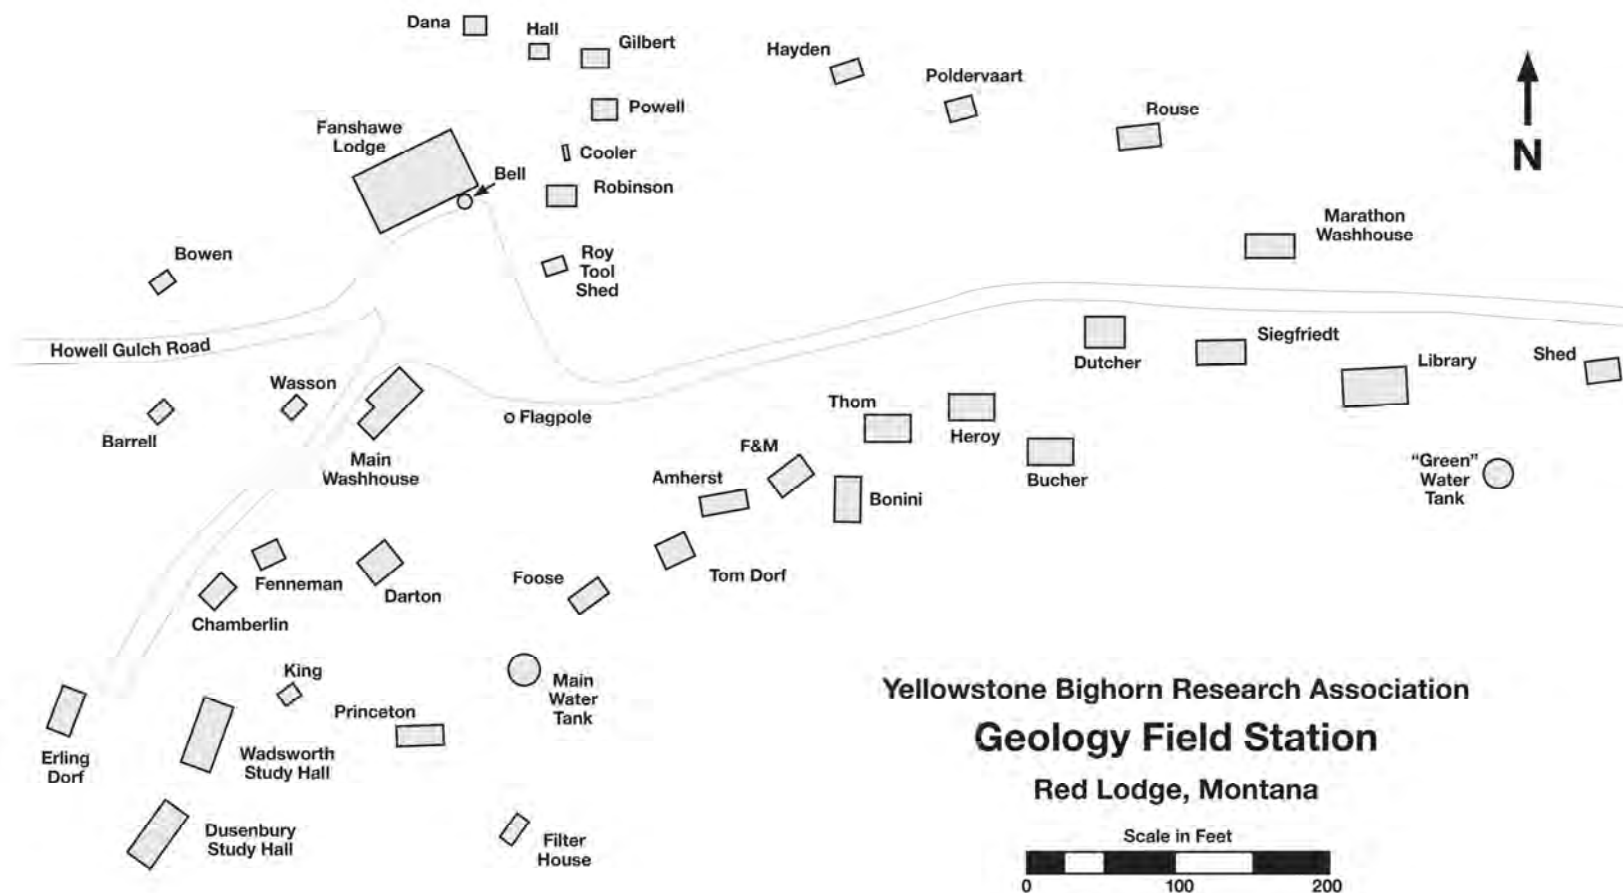 Dana
Hall
Gilbert
Hayden
Poldervaart
Powell
Rouse
Fanshawe
Lodge
Cooler
Bell
Robinson
N
Marathon
Washhouse
Bowen
Roy
Tool
Shed
Howell Gulch Road
Dutcher
Siegfriedt
Library
Shed
Wasson
Barrell
Flagpole
Thom
Heroy
Main
Washhouse
F&M
Amherst
Bonini
Bucher
“Green”
Water
Tank
Fenneman
Darton
Foose
Tom Dorf
Chamberlin
King
Main
Water
Tank
Princeton
Erling
Dorf
Wadsworth
Study Hall
Dusenbury
Study Hall
Filter
House
Yellowstone Bighorn Research Association
Geology Field Station
Red Lodge, Montana
Scale in Feet
0 100 200